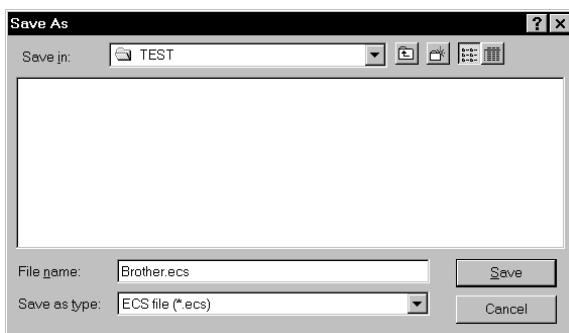 Save As
Save in: TEST
File name: Brother.ecs Save
Save as type: ECS file (*.ecs) Cancel